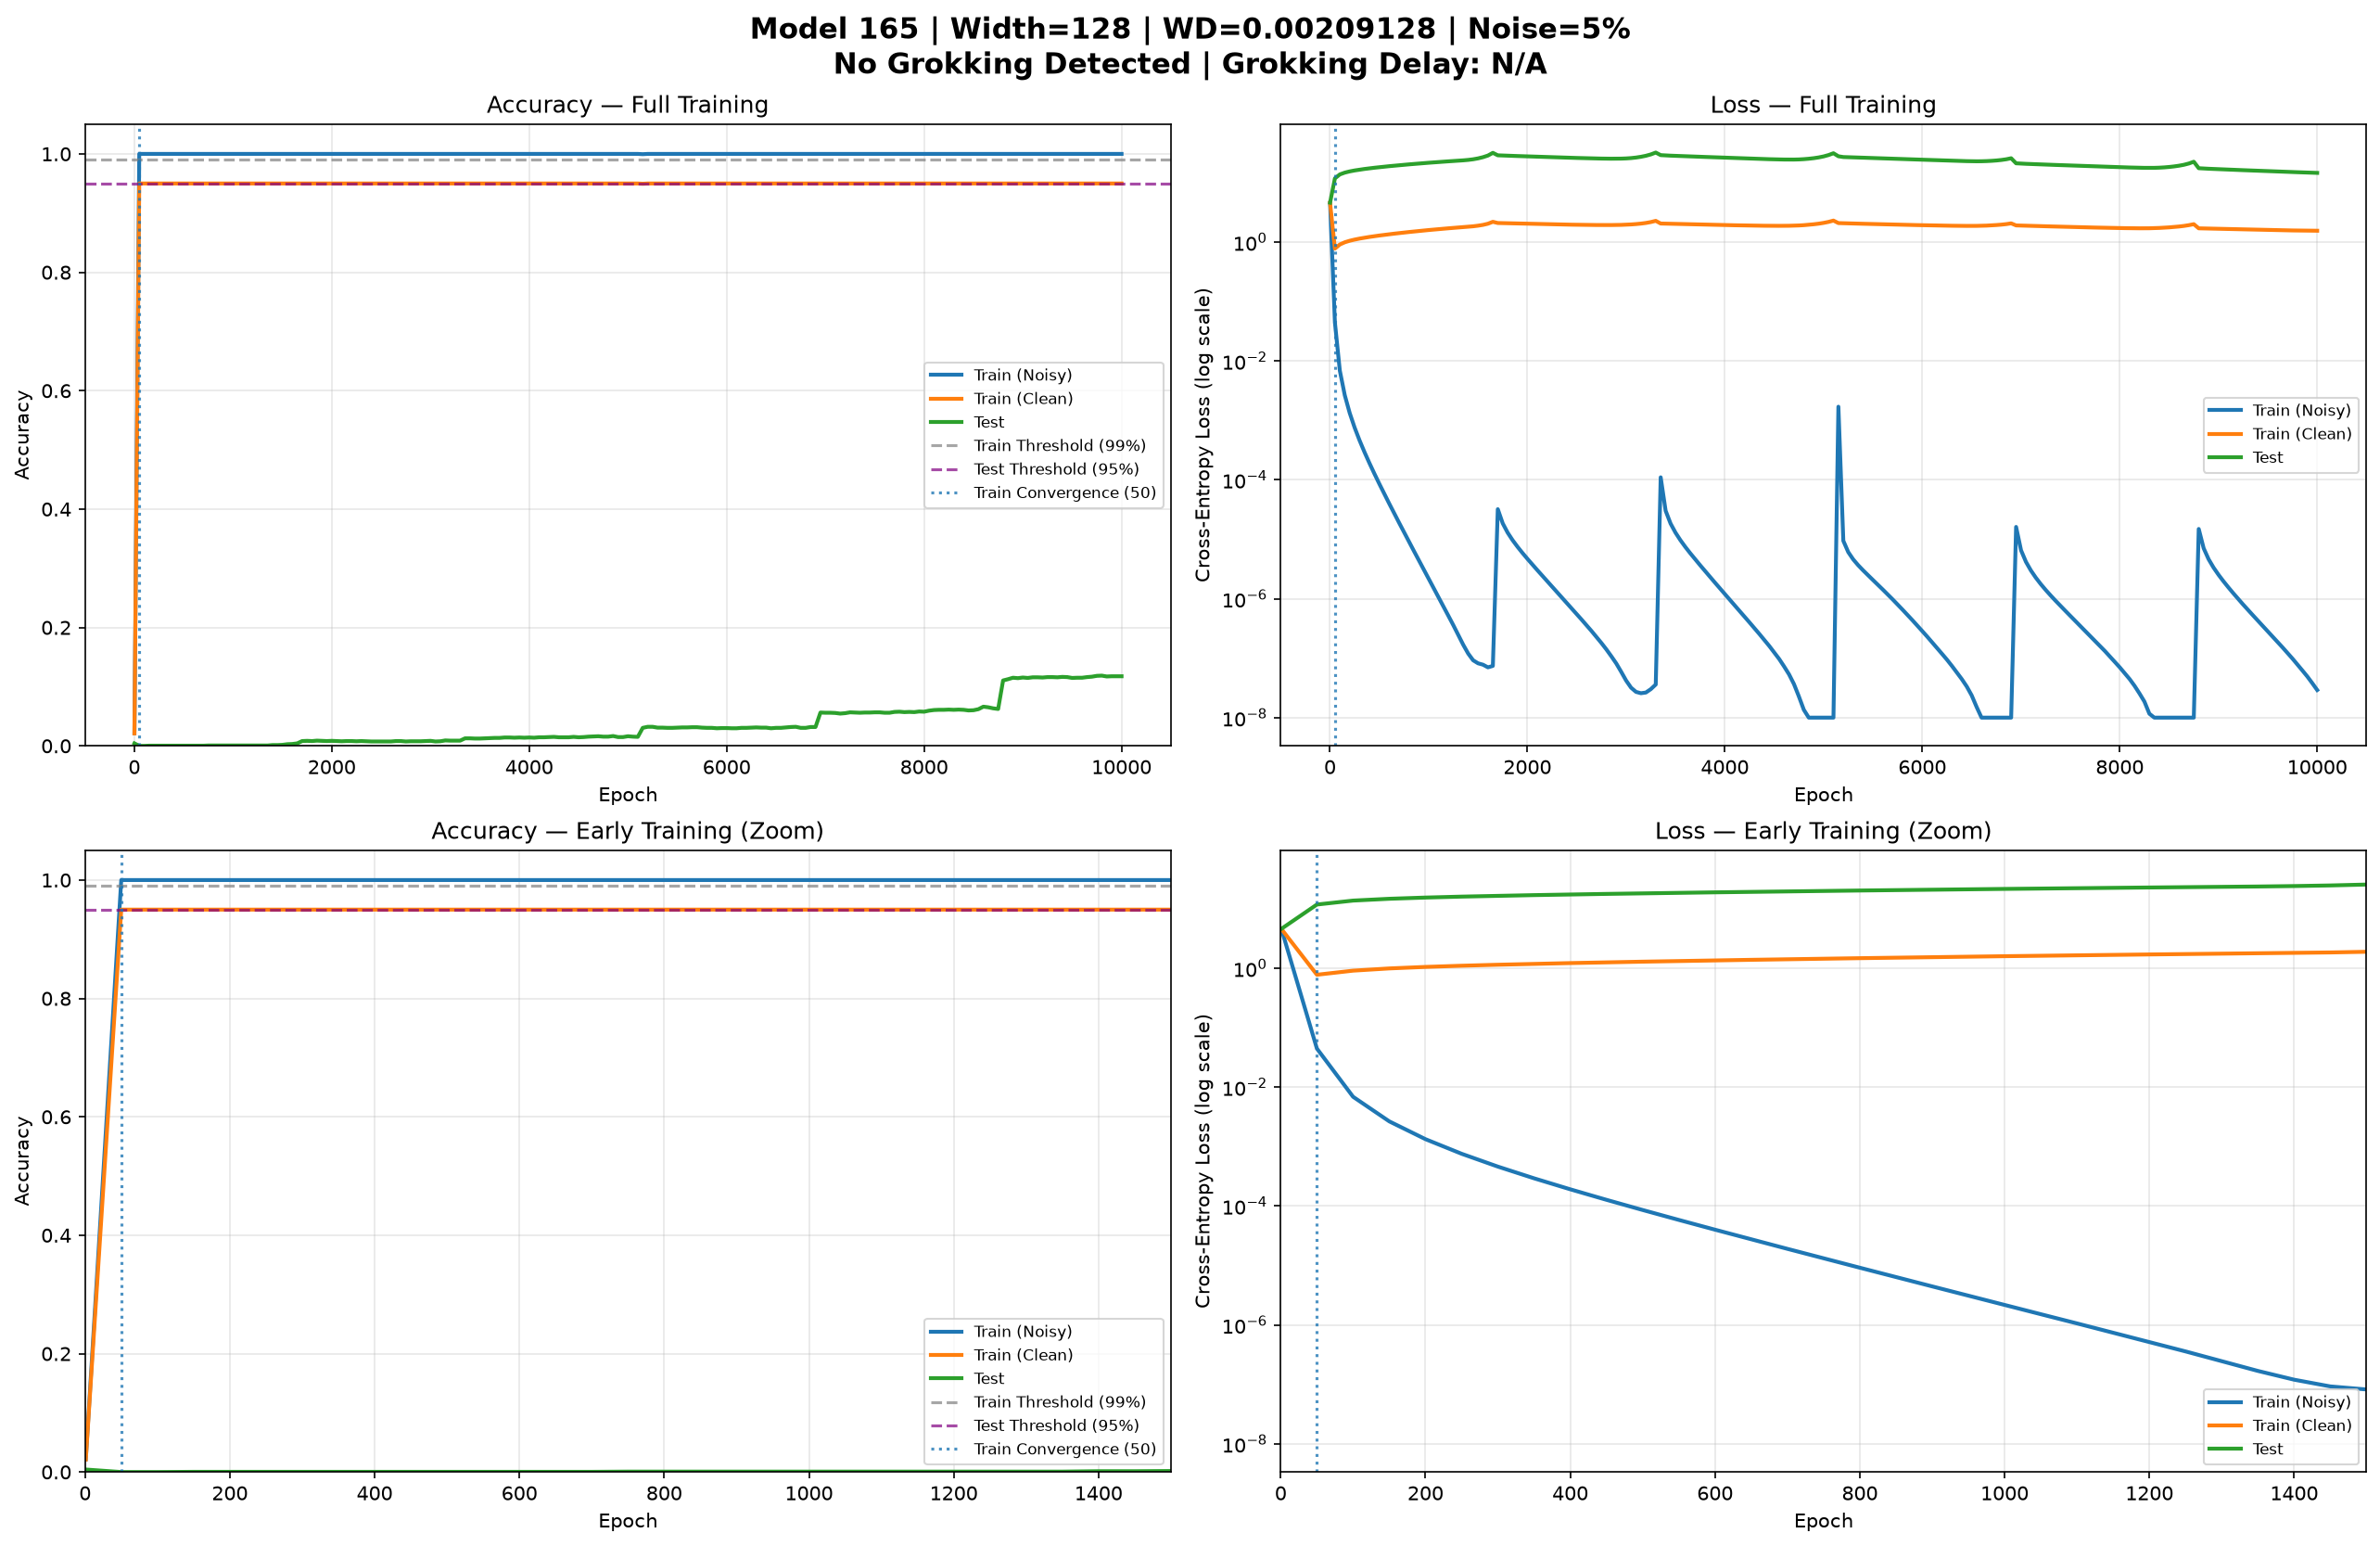 Model 165 | Width=128 | WD=0.00209128 | Noise=5%
No Grokking Detected | Grokking Delay: N/A
Accuracy — Full Training
1.0
0.8
0.6
0.4
0.2
0.0
Accuracy
0 2000 4000 6000 8000 10000
Epoch
Train (Noisy)
Train (Clean)
Test
Train Threshold (99%)
Test Threshold (95%)
Train Convergence (50)
Loss — Full Training
10⁰
10⁻²
10⁻⁴
10⁻⁶
10⁻⁸
Cross-Entropy Loss (log scale)
0 2000 4000 6000 8000 10000
Epoch
Train (Noisy)
Train (Clean)
Test
Accuracy — Early Training (Zoom)
1.0
0.8
0.6
0.4
0.2
0.0
Accuracy
0 200 400 600 800 1000 1200 1400
Epoch
Train (Noisy)
Train (Clean)
Test
Train Threshold (99%)
Test Threshold (95%)
Train Convergence (50)
Loss — Early Training (Zoom)
10⁰
10⁻²
10⁻⁴
10⁻⁶
10⁻⁸
Cross-Entropy Loss (log scale)
0 200 400 600 800 1000 1200 1400
Epoch
Train (Noisy)
Train (Clean)
Test